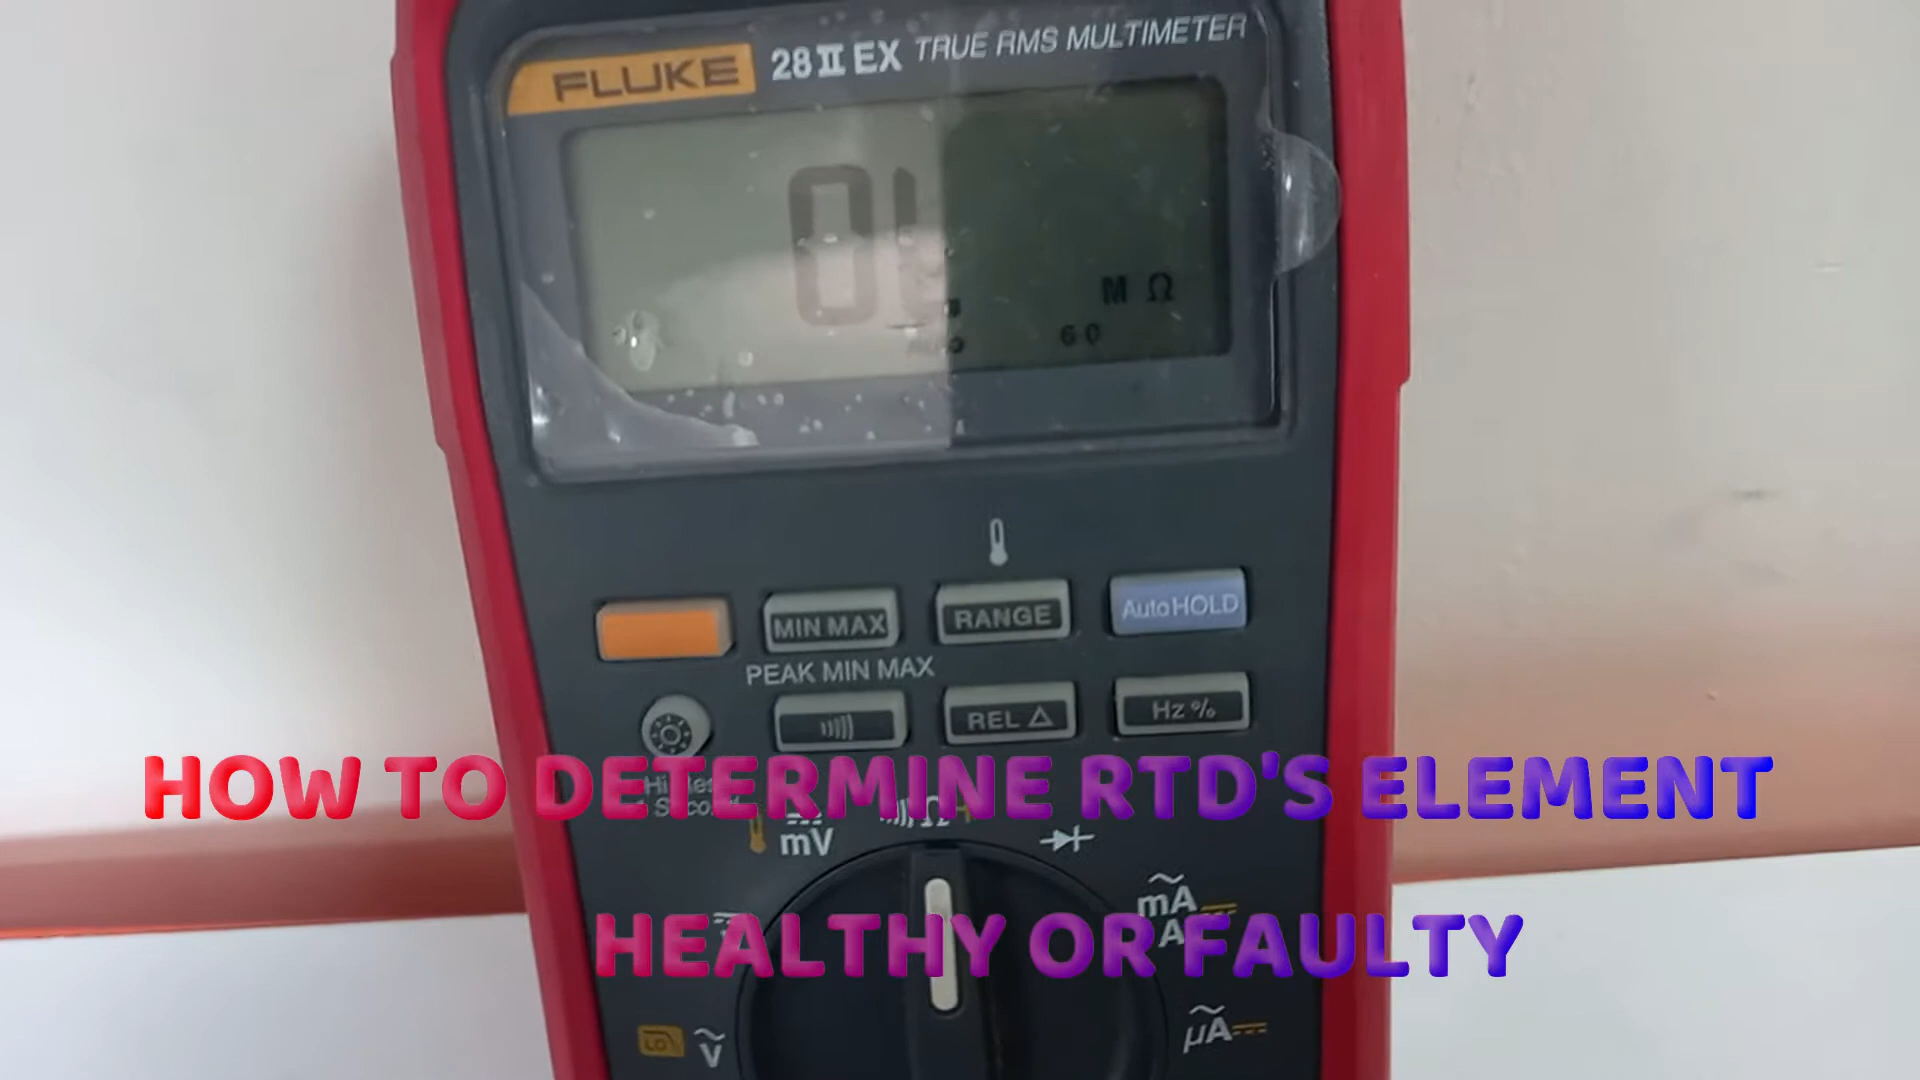 FLUKE 28 II EX TRUE RMS MULTIMETER
OL
M Ω
60
MIN MAX RANGE AutoHOLD
PEAK MIN MAX
REL △ Hz %
HOW TO DETERMINE RTD'S ELEMENT
mV Ω
mA
A
HEALTHY OR FAULTY
LO V µA